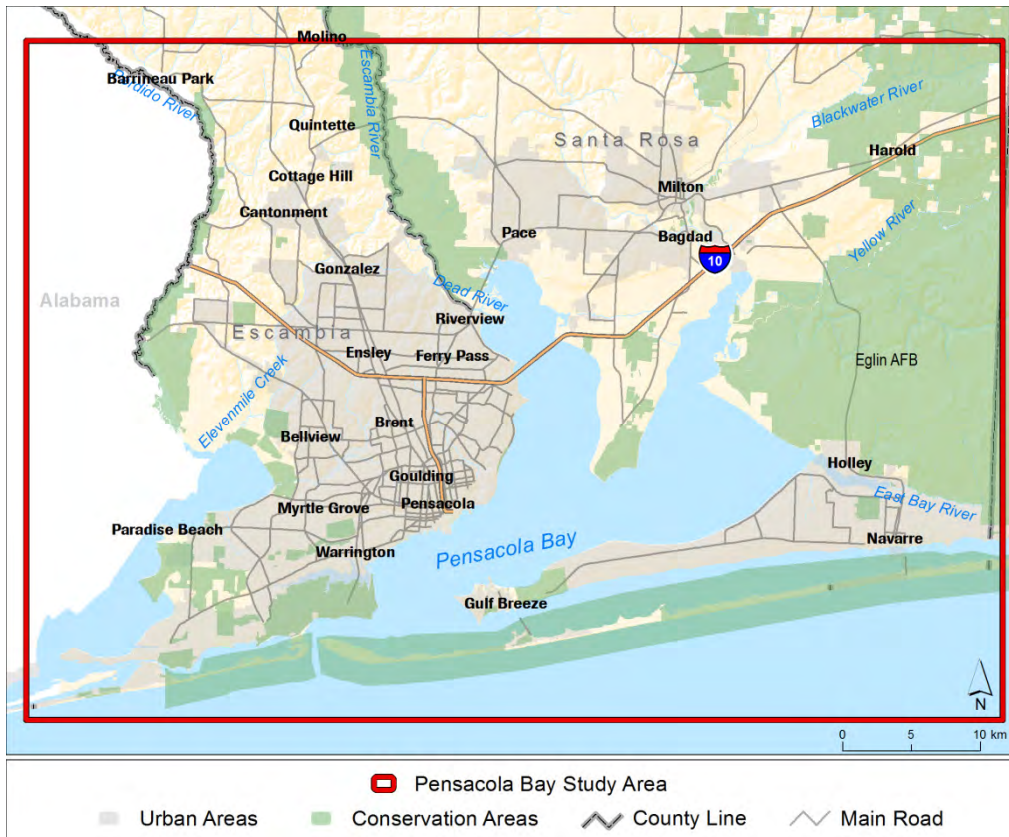 Molino
Barrineau Park
Perdido River
Escambia River
Blackwater River
Quintette
Santa Rosa
Harold
Cottage Hill
Milton
Cantonment
Pace
Bagdad
Yellow River
10
Gonzalez
Alabama
Dead River
Riverview
Escambia
Ensley
Ferry Pass
Eglin AFB
Elevenmile Creek
Brent
Bellview
Goulding
Holley
Myrtle Grove
Pensacola
East Bay River
Paradise Beach
Warrington
Pensacola Bay
Navarre
Gulf Breeze
N
0 5 10 km
Pensacola Bay Study Area
Urban Areas Conservation Areas County Line Main Road